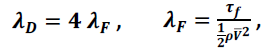 λ_D = 4 λ_F ,   λ_F = τ_f / (½ρV̄²) ,